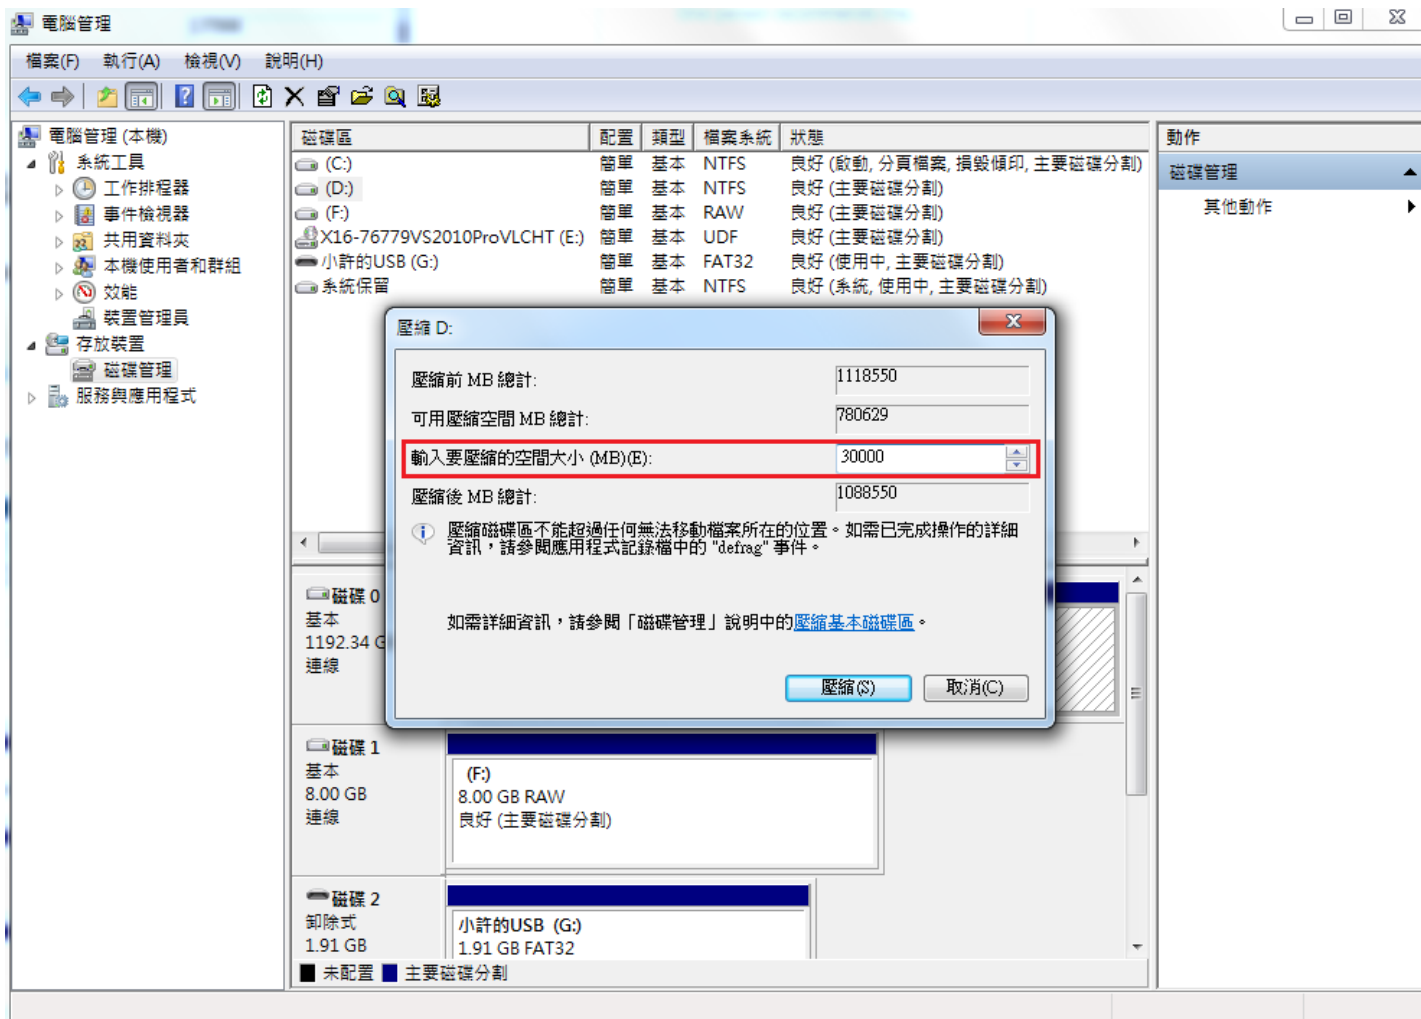 電腦管理
檔案(F) 執行(A) 檢視(V) 說明(H)
電腦管理 (本機)
系統工具
工作排程器
事件檢視器
共用資料夾
本機使用者和群組
效能
裝置管理員
存放裝置
磁碟管理
服務與應用程式
磁碟區 配置 類型 檔案系統 狀態
(C:) 簡單 基本 NTFS 良好 (啟動, 分頁檔案, 損毀傾印, 主要磁碟分割)
(D:) 簡單 基本 NTFS 良好 (主要磁碟分割)
(F:) 簡單 基本 RAW 良好 (主要磁碟分割)
X16-76779VS2010ProVLCHT (E:) 簡單 基本 UDF 良好 (主要磁碟分割)
小許的USB (G:) 簡單 基本 FAT32 良好 (使用中, 主要磁碟分割)
系統保留 簡單 基本 NTFS 良好 (系統, 使用中, 主要磁碟分割)
動作
磁碟管理
其他動作
壓縮 D:
壓縮前 MB 總計: 1118550
可用壓縮空間 MB 總計: 780629
輸入要壓縮的空間大小 (MB)(E): 30000
壓縮後 MB 總計: 1088550
壓縮磁碟區不能超過任何無法移動檔案所在的位置。如需已完成操作的詳細
資訊，請參閱應用程式記錄檔中的 "defrag" 事件。
如需詳細資訊，請參閱「磁碟管理」說明中的壓縮基本磁碟區。
壓縮(S) 取消(C)
磁碟 0
基本
1192.34 G
連線
磁碟 1
基本
8.00 GB
連線
(F:)
8.00 GB RAW
良好 (主要磁碟分割)
磁碟 2
卸除式
1.91 GB
小許的USB (G:)
1.91 GB FAT32
未配置 主要磁碟分割